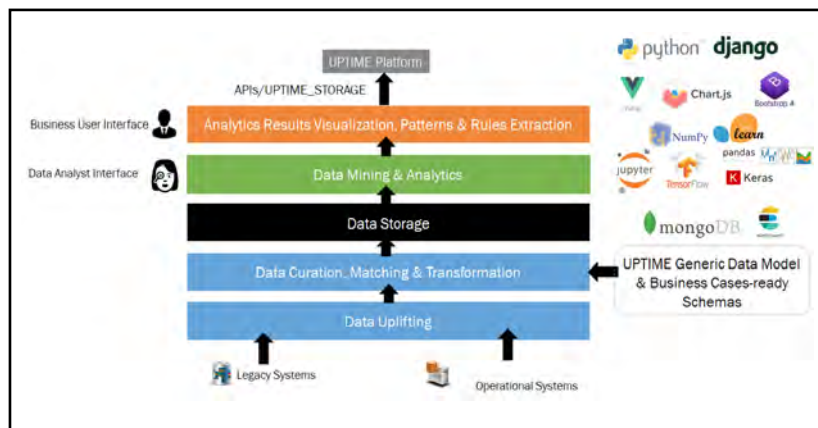 UPTIME Platform
APIs/UPTIME_STORAGE
Business User Interface
Analytics Results Visualization, Patterns & Rules Extraction
Data Analyst Interface
Data Mining & Analytics
Data Storage
Data Curation, Matching & Transformation
Data Uplifting
Legacy Systems
Operational Systems
python
django
Chart.js
Bootstrap 4
NumPy
learn
pandas
jupyter
TensorFlow
K Keras
mongoDB
UPTIME Generic Data Model
& Business Cases-ready
Schemas